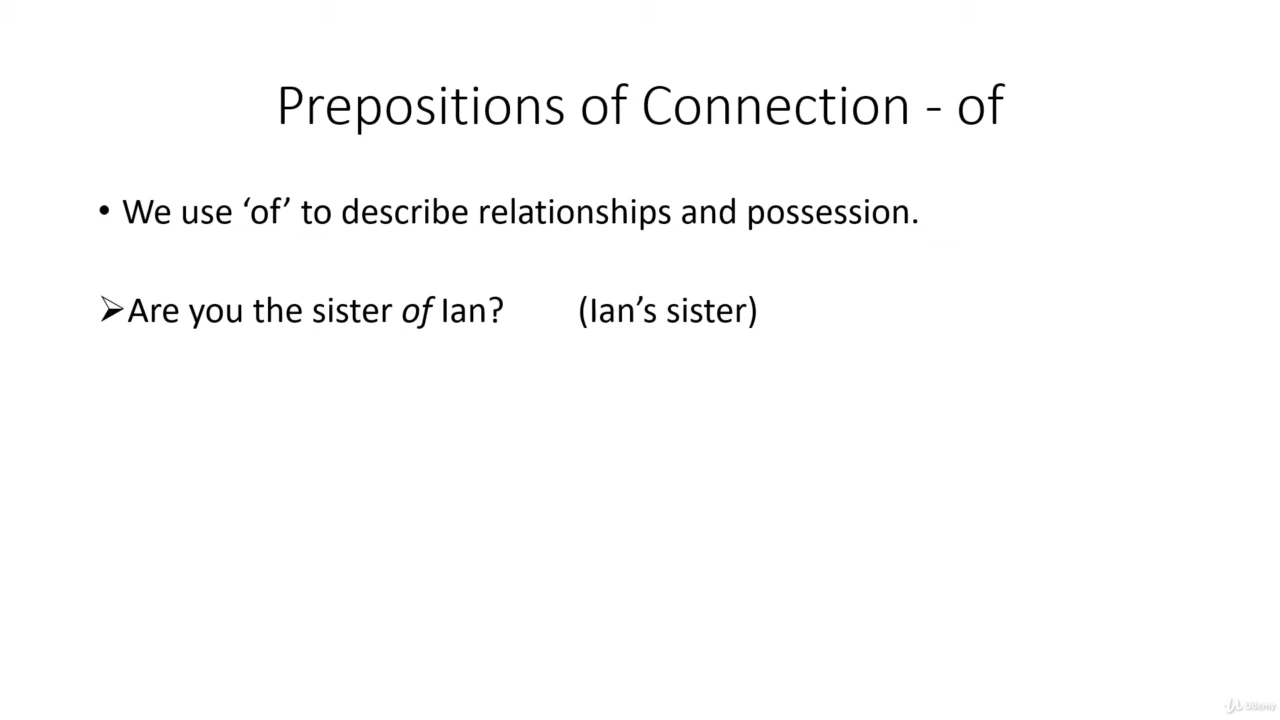 Prepositions of Connection - of
• We use ‘of’ to describe relationships and possession.
➢Are you the sister of Ian? (Ian’s sister)
Udemy